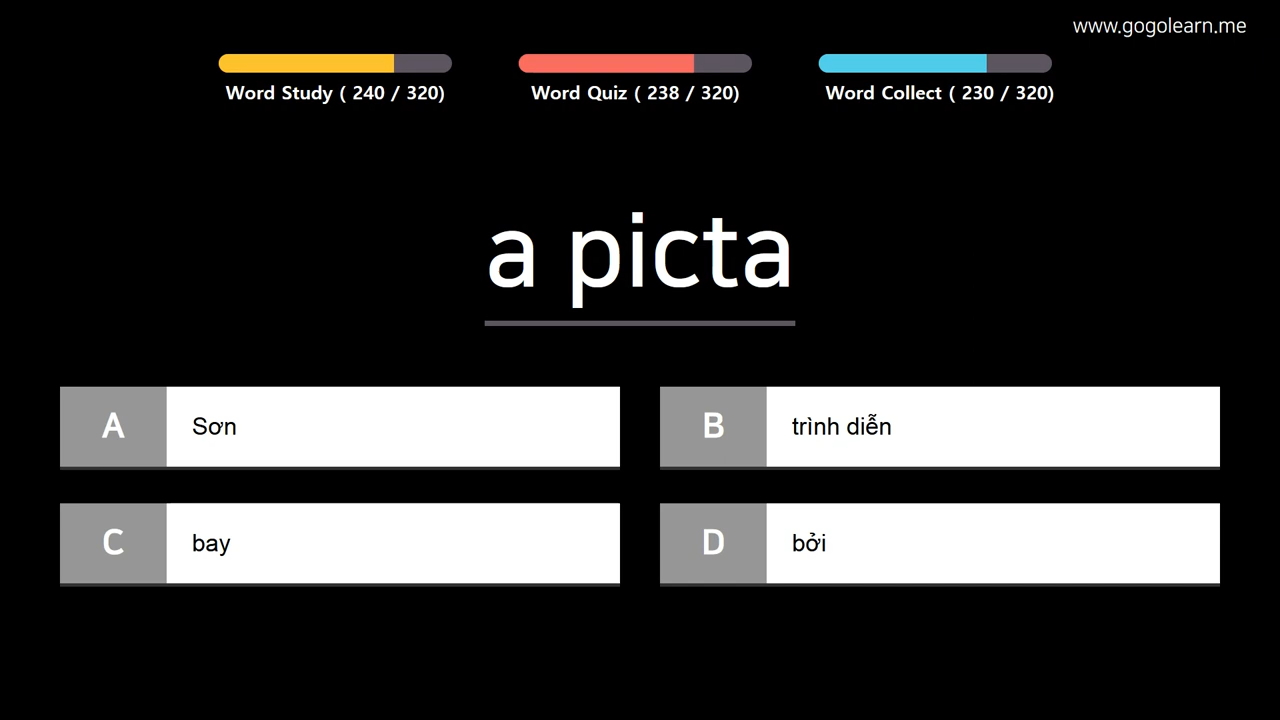 www.gogolearn.me
Word Study ( 240 / 320)
Word Quiz ( 238 / 320)
Word Collect ( 230 / 320)
a picta
A
Sơn
B
trình diễn
C
bay
D
bởi